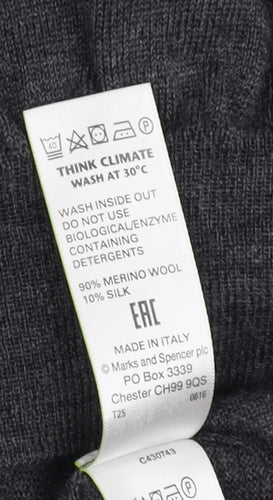 40 P
THINK CLIMATE
WASH AT 30°C
WASH INSIDE OUT
DO NOT USE
BIOLOGICAL/ENZYME
CONTAINING
DETERGENTS
90% MERINO WOOL
10% SILK
EAC
MADE IN ITALY
© Marks and Spencer plc
PO Box 3339
Chester CH99 9QS
T25 0816
C430743